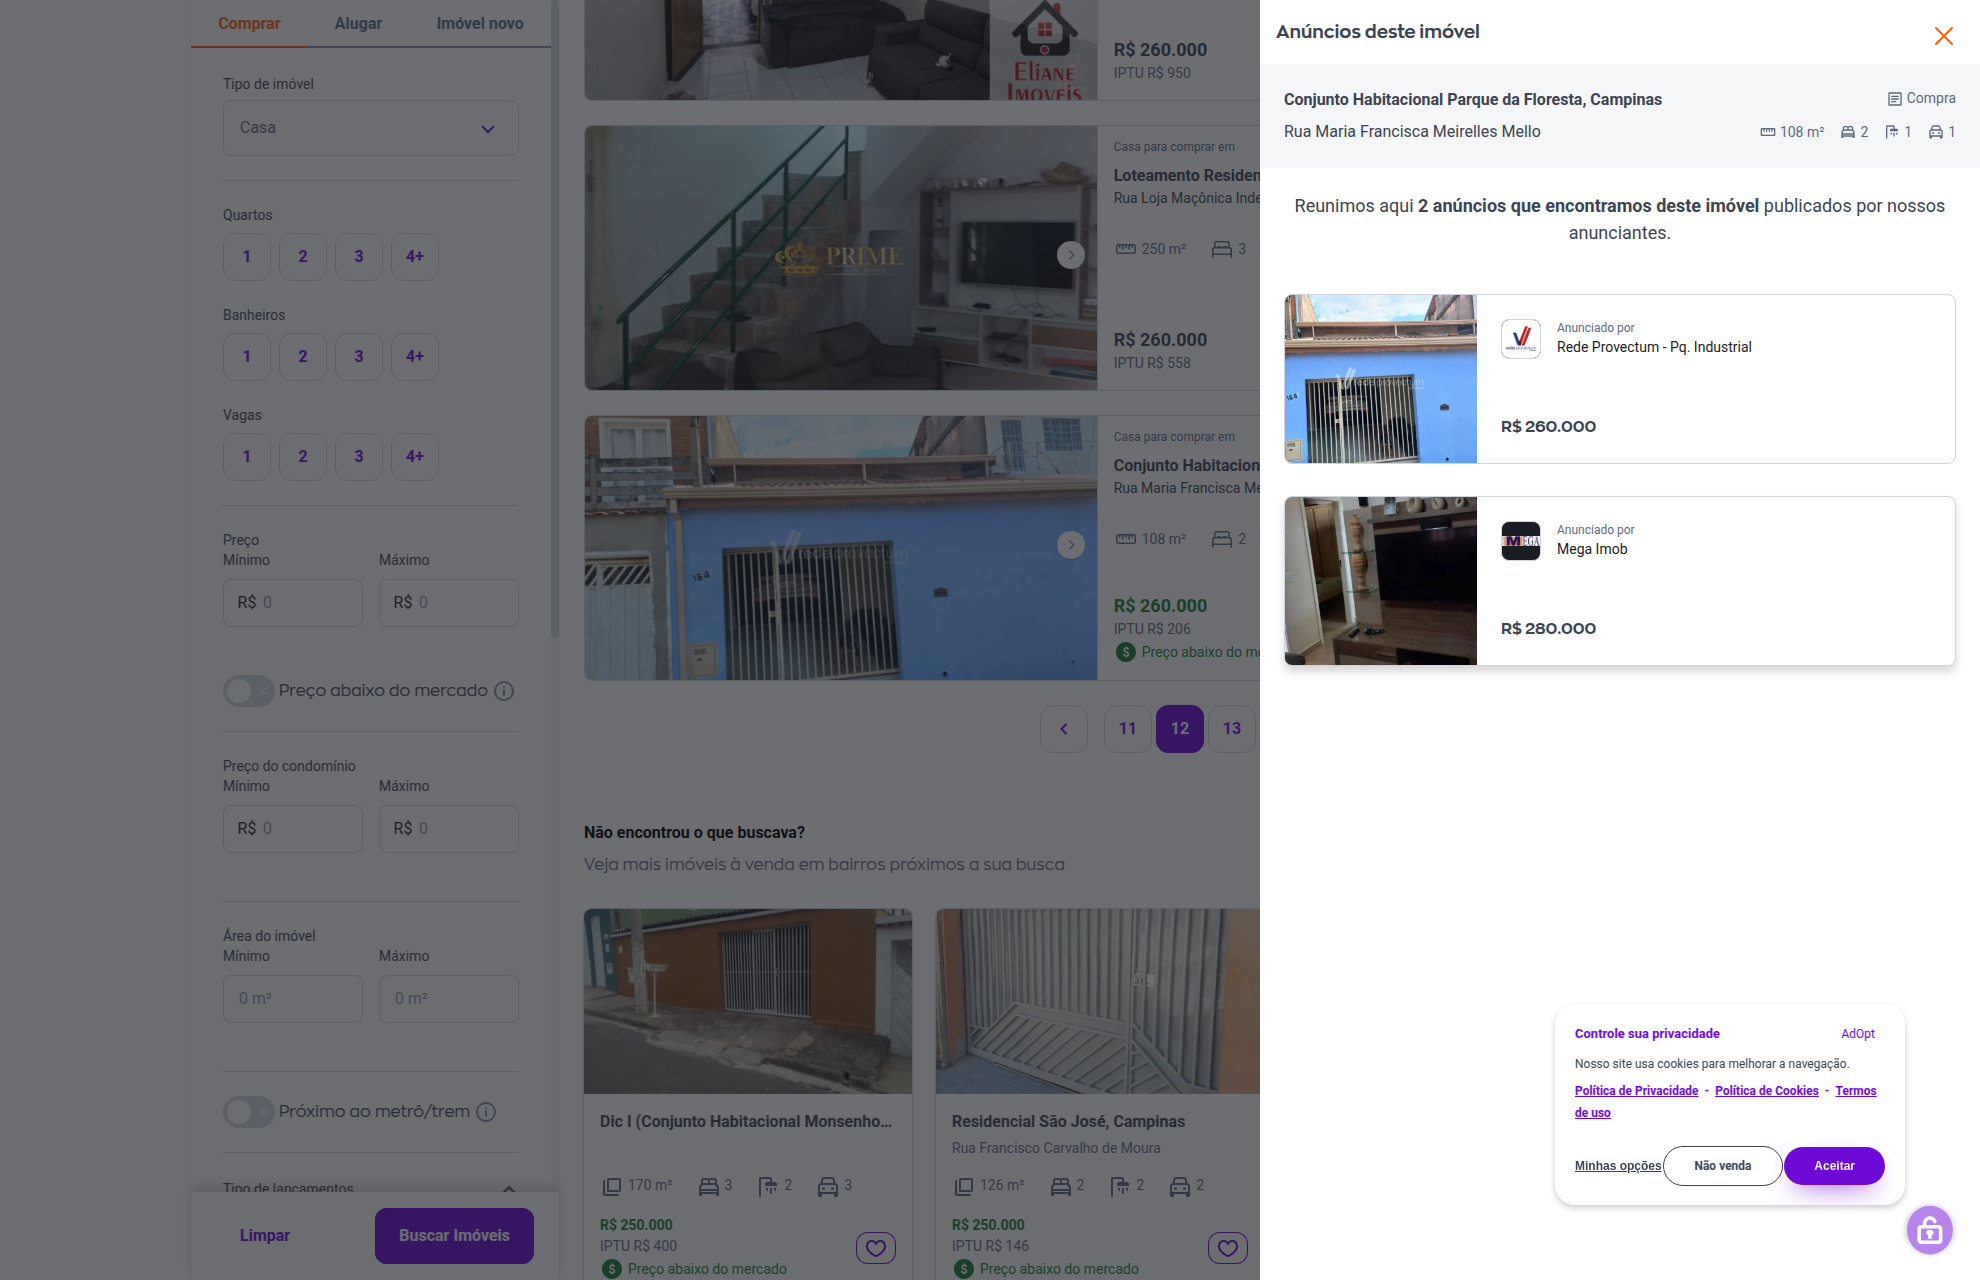 Comprar
Alugar
Imóvel novo
Tipo de imóvel
Casa
Quartos
1
2
3
4+
Banheiros
1
2
3
4+
Vagas
1
2
3
4+
Preço
Mínimo
Máximo
R$ 0
R$ 0
Preço abaixo do mercado
Preço do condomínio
Mínimo
Máximo
R$ 0
R$ 0
Área do imóvel
Mínimo
Máximo
0 m²
0 m²
Próximo ao metrô/trem
Tipo de lançamentos
Limpar
Buscar Imóveis
ELIANE
IMOVEIS
R$ 260.000
IPTU R$ 950
PRIME
Casa para comprar em
Loteamento Residen
Rua Loja Maçônica Inde
250 m²
3
R$ 260.000
IPTU R$ 558
rede provectum
164
Casa para comprar em
Conjunto Habitacion
Rua Maria Francisca Me
108 m²
2
R$ 260.000
IPTU R$ 206
Preço abaixo do me
11
12
13
Não encontrou o que buscava?
Veja mais imóveis à venda em bairros próximos a sua busca
Dic I (Conjunto Habitacional Monsenho...
170 m²
3
2
3
R$ 250.000
IPTU R$ 400
Preço abaixo do mercado
Residencial São José, Campinas
Rua Francisco Carvalho de Moura
126 m²
2
2
2
R$ 250.000
IPTU R$ 146
Preço abaixo do mercado
Anúncios deste imóvel
Conjunto Habitacional Parque da Floresta, Campinas
Compra
Rua Maria Francisca Meirelles Mello
108 m²
2
1
1
Reunimos aqui 2 anúncios que encontramos deste imóvel publicados por nossos
anunciantes.
rede provectum
164
Anunciado por
Rede Provectum - Pq. Industrial
R$ 260.000
MEGA
Anunciado por
Mega Imob
R$ 280.000
Controle sua privacidade
AdOpt
Nosso site usa cookies para melhorar a navegação.
Política de Privacidade - Política de Cookies - Termos
de uso
Minhas opções
Não venda
Aceitar